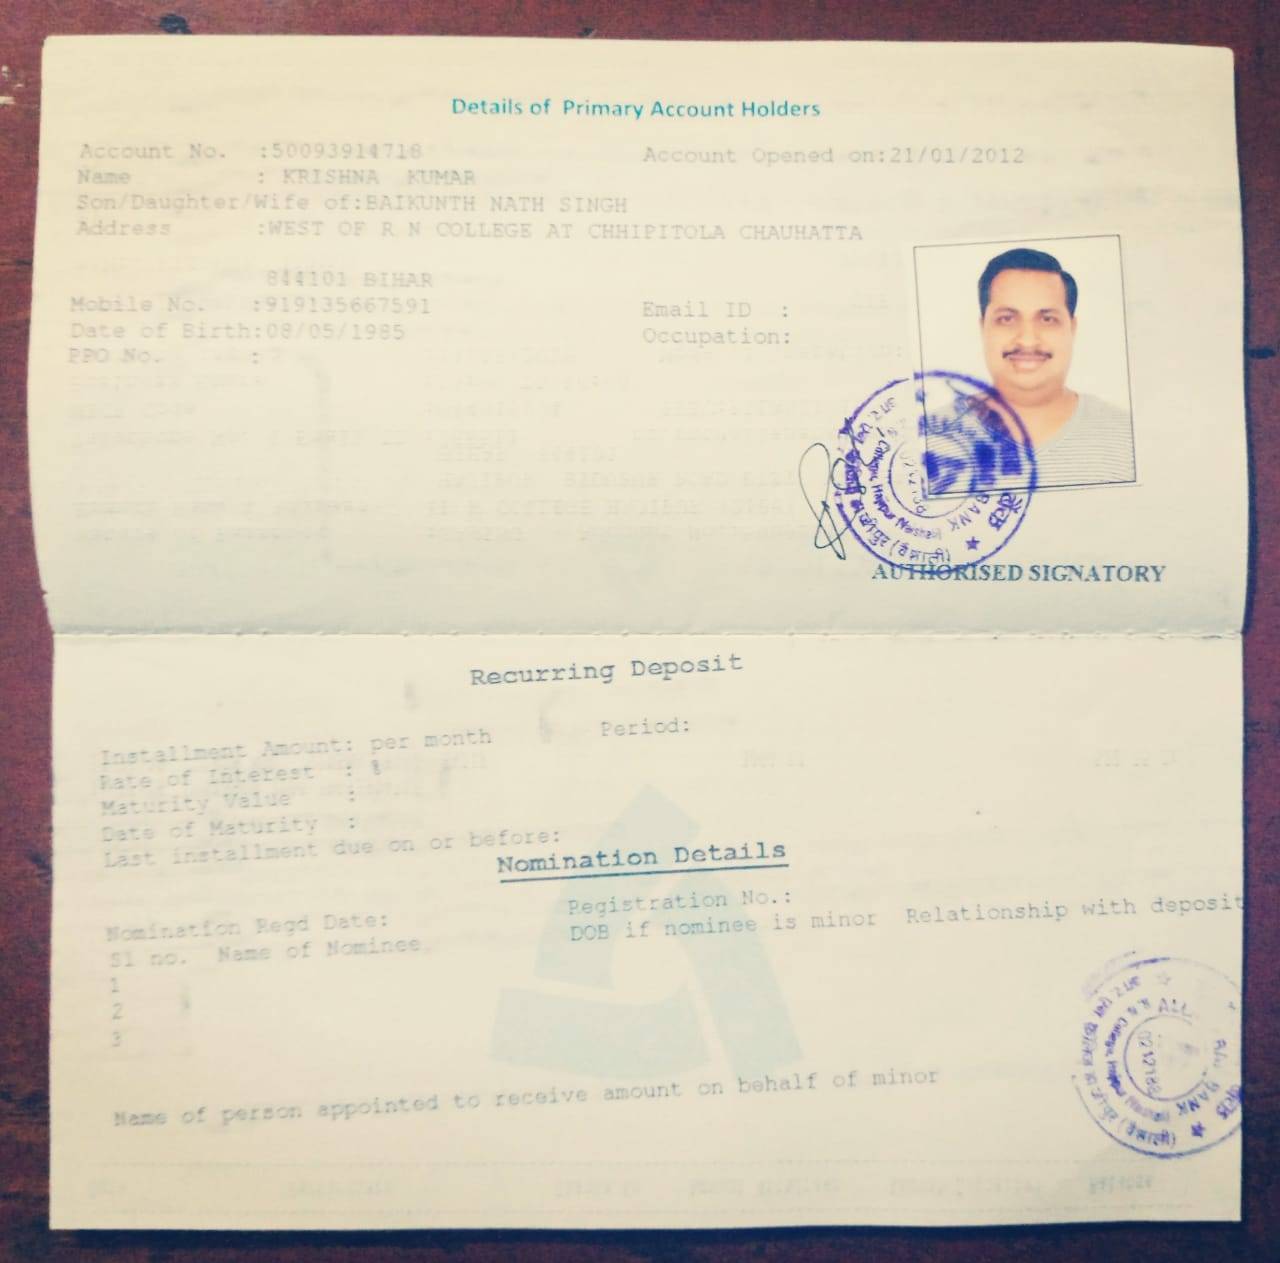 Details of Primary Account Holders
Account No. :50093914718 Account Opened on:21/01/2012
Name : KRISHNA KUMAR
Son/Daughter/Wife of:BAIKUNTH NATH SINGH
Address :WEST OF R N COLLEGE AT CHHIPITOLA CHAUHATTA
844101 BIHAR
Mobile No. :919135667591 Email ID :
Date of Birth:08/05/1985 Occupation:
PPO No. :
BANK
AUTHORISED SIGNATORY
Recurring Deposit
Installment Amount: per month Period:
Rate of Interest : %
Maturity Value :
Date of Maturity :
Last installment due on or before:
Nomination Details
Nomination Regd Date: Registration No.:
Sl no. Name of Nominee DOB if nominee is minor Relationship with deposit
1
2
3
Name of person appointed to receive amount on behalf of minor
BANK